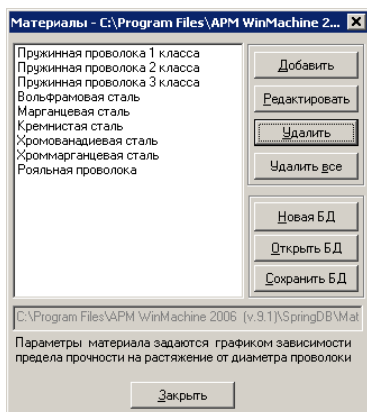 Материалы - C:\Program Files\APM WinMachine 2...
Пружинная проволока 1 класса
Пружинная проволока 2 класса
Пружинная проволока 3 класса
Вольфрамовая сталь
Марганцевая сталь
Кремнистая сталь
Хромованадиевая сталь
Хроммарганцевая сталь
Рояльная проволока
Добавить
Редактировать
Удалить
Удалить все
Новая БД
Открыть БД
Сохранить БД
C:\Program Files\APM WinMachine 2006 (v.9.1)\SpringDB\Mat
Параметры материала задаются графиком зависимости
предела прочности на растяжение от диаметра проволоки
Закрыть